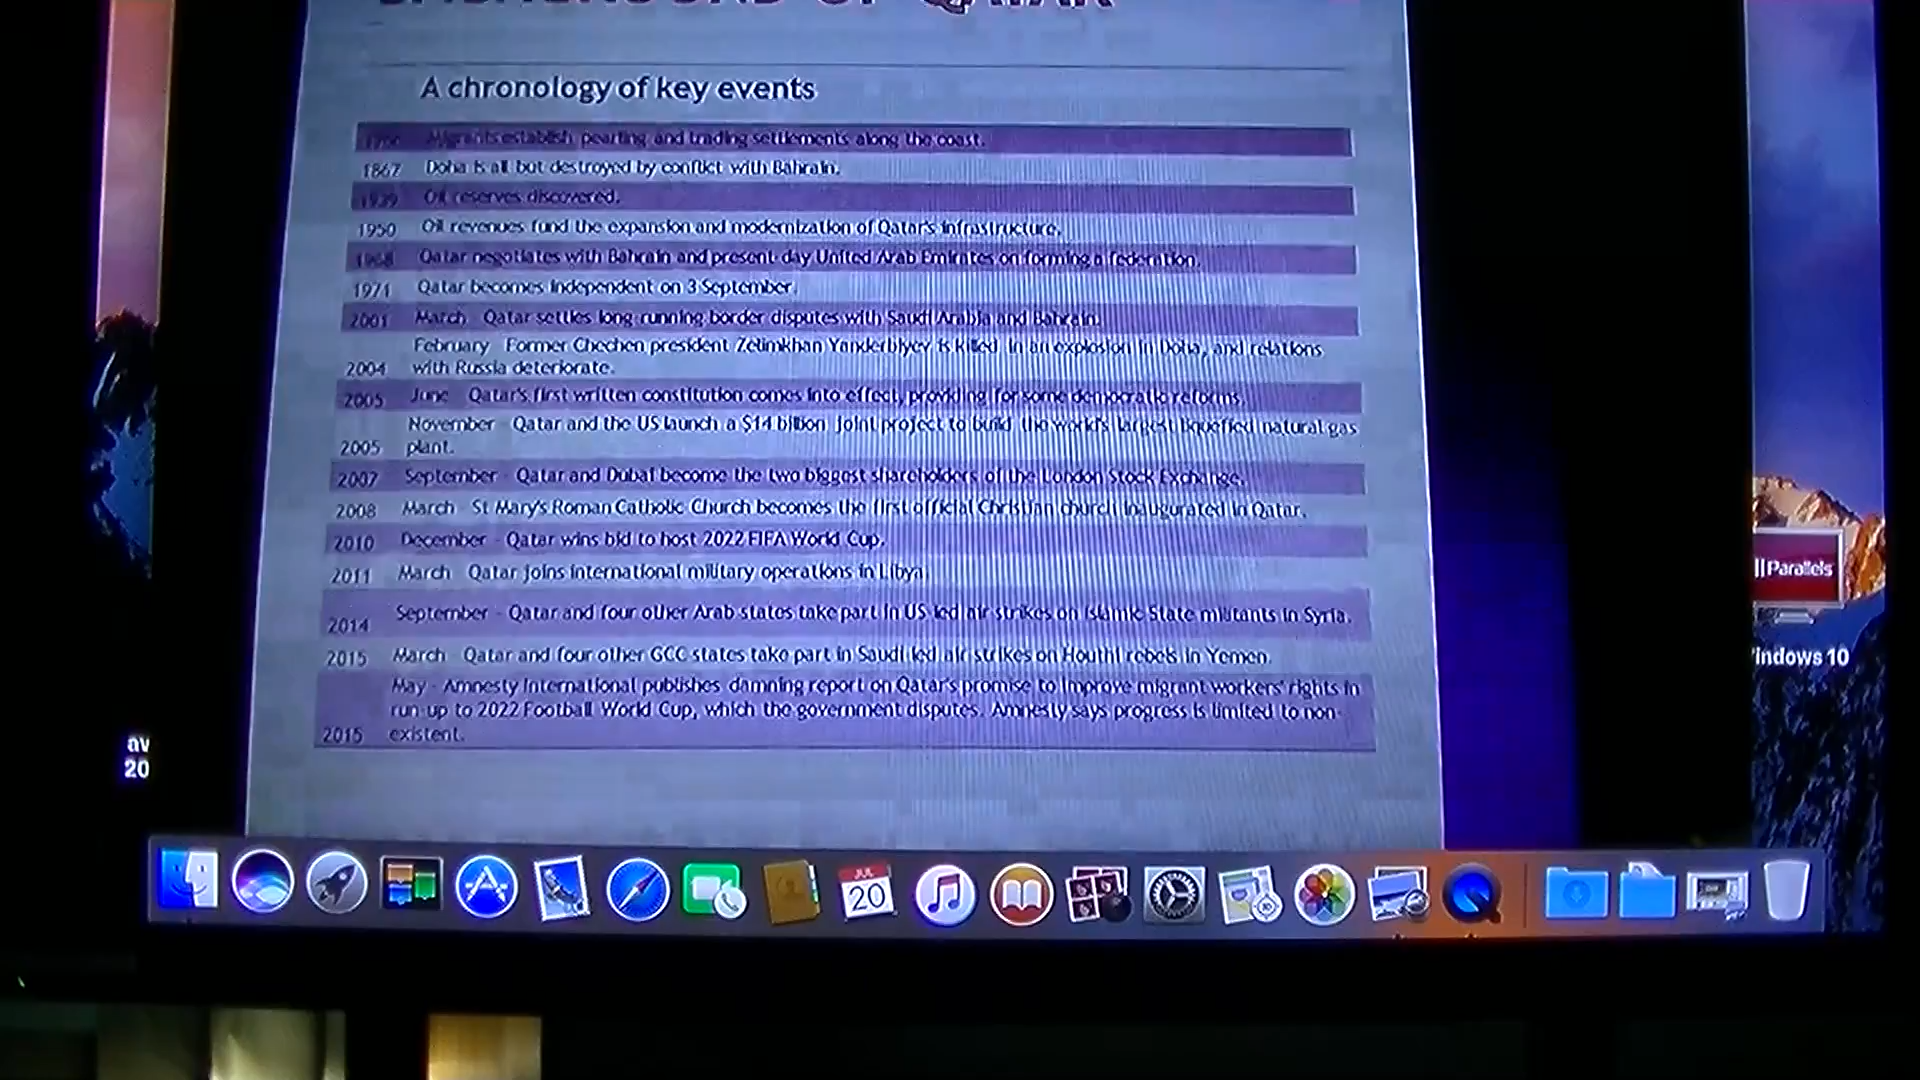 BACKGROUND OF QATAR
A chronology of key events
Migrants establish pearling and trading settlements along the coast.
1867 Doha is all but destroyed by conflict with Bahrain.
1939 Oil reserves discovered.
1950 Oil revenues fund the expansion and modernization of Qatar's infrastructure.
1968 Qatar negotiates with Bahrain and present-day United Arab Emirates on forming a federation.
1971 Qatar becomes independent on 3 September.
2001 March Qatar settles long-running border disputes with Saudi Arabia and Bahrain.
February Former Chechen president Zelimkhan Yanderbiyev is killed in an explosion in Doha, and relations
2004 with Russia deteriorate.
2005 June Qatar's first written constitution comes into effect, providing for some democratic reforms.
November Qatar and the US launch a $14 billion joint project to build the world's largest liquefied natural gas
2005 plant.
2007 September - Qatar and Dubai become the two biggest shareholders of the London Stock Exchange.
2008 March St Mary's Roman Catholic Church becomes the first official Christian church inaugurated in Qatar.
2010 December - Qatar wins bid to host 2022 FIFA World Cup.
2011 March Qatar joins international military operations in Libya.
2014 September - Qatar and four other Arab states take part in US-led air strikes on Islamic State militants in Syria.
2015 March Qatar and four other GCC states take part in Saudi-led air strikes on Houthi rebels in Yemen.
May - Amnesty International publishes damning report on Qatar's promise to improve migrant workers' rights in
run-up to 2022 Football World Cup, which the government disputes. Amnesty says progress is limited to non-
2015 existent.
|| Parallels
indows 10
av
20
JUL
20